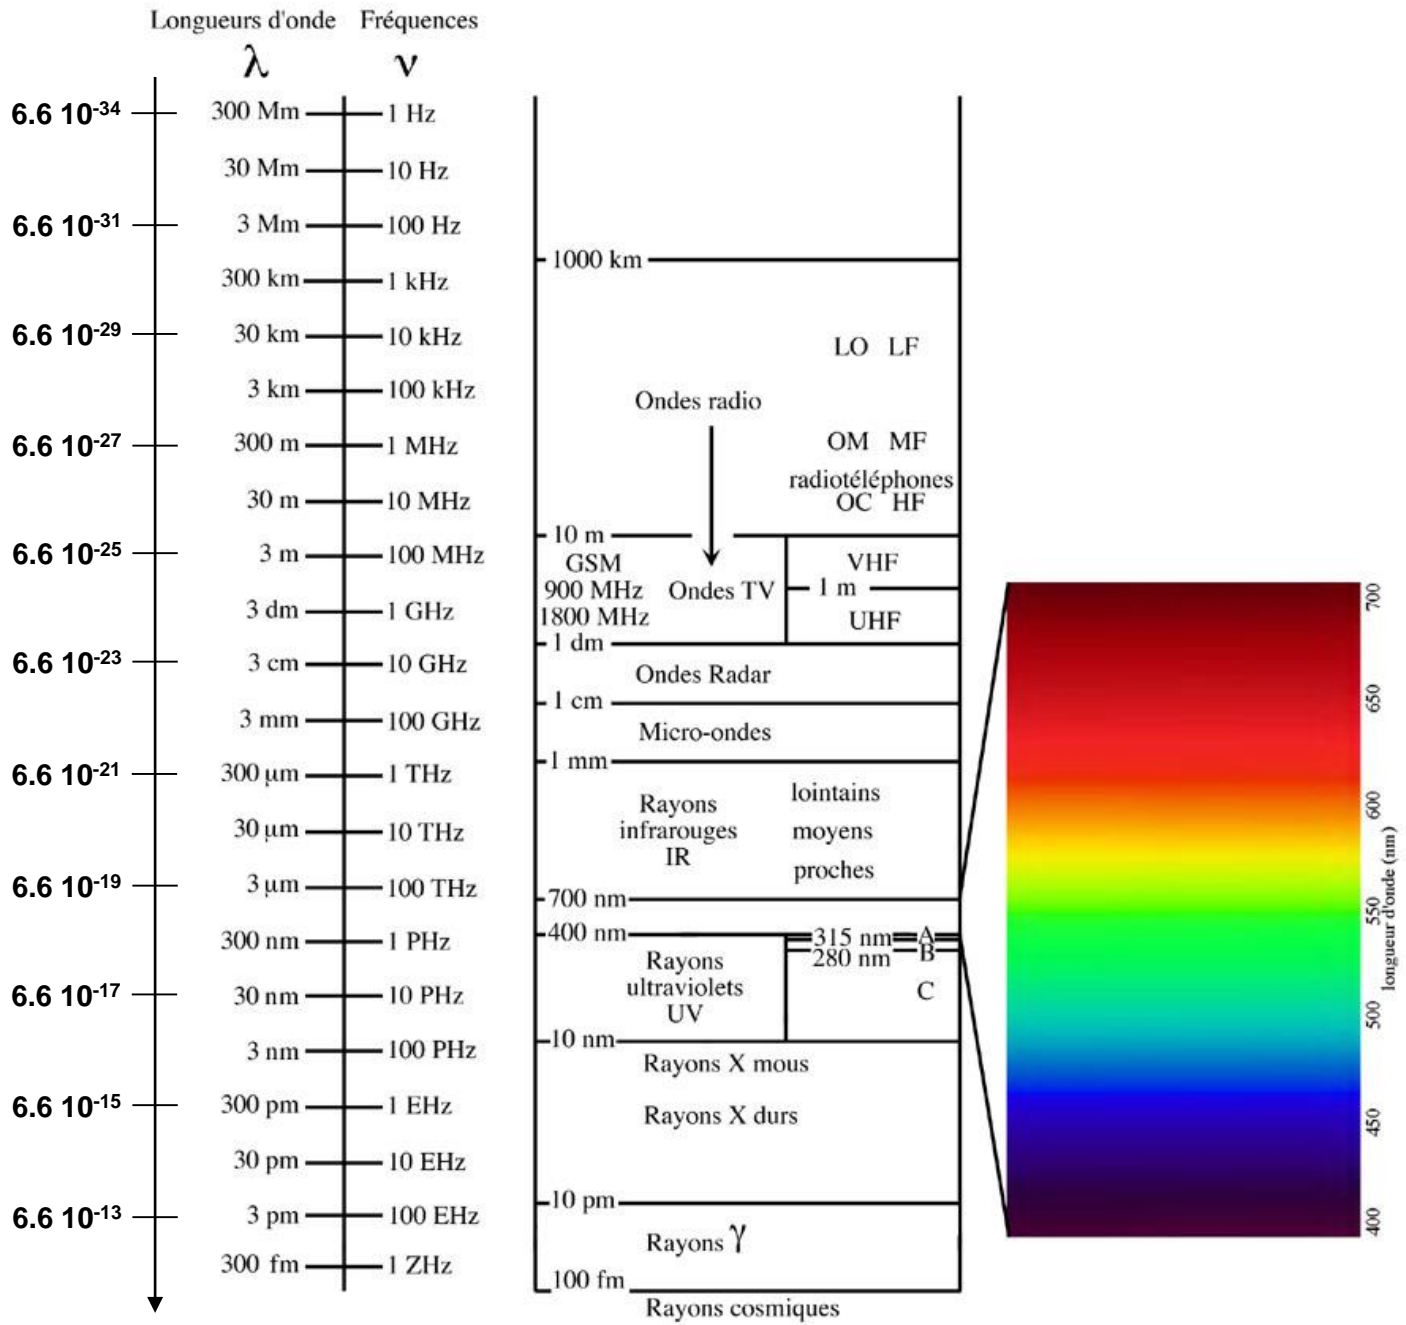 Longueurs d'onde Fréquences
λ ν
6.6 10-34 300 Mm 1 Hz
30 Mm 10 Hz
6.6 10-31 3 Mm 100 Hz
1000 km
300 km 1 kHz
6.6 10-29 30 km 10 kHz
LO LF
3 km 100 kHz
Ondes radio
6.6 10-27 300 m 1 MHz
OM MF
radiotéléphones
30 m 10 MHz
OC HF
10 m
6.6 10-25 3 m 100 MHz
GSM VHF
900 MHz Ondes TV 1 m
1800 MHz UHF
3 dm 1 GHz
1 dm
6.6 10-23 3 cm 10 GHz
Ondes Radar
1 cm
3 mm 100 GHz
Micro-ondes
1 mm
6.6 10-21 300 µm 1 THz
Rayons lointains
infrarouges moyens
IR proches
30 µm 10 THz
6.6 10-19 3 µm 100 THz
700 nm
400 nm
315 nm A
300 nm 1 PHz
280 nm B
Rayons
ultraviolets C
UV
6.6 10-17 30 nm 10 PHz
10 nm
3 nm 100 PHz
Rayons X mous
6.6 10-15 300 pm 1 EHz
Rayons X durs
30 pm 10 EHz
10 pm
6.6 10-13 3 pm 100 EHz
Rayons γ
300 fm 1 ZHz
100 fm
Rayons cosmiques
700
650
600
550
500
450
400
longueur d'onde (nm)